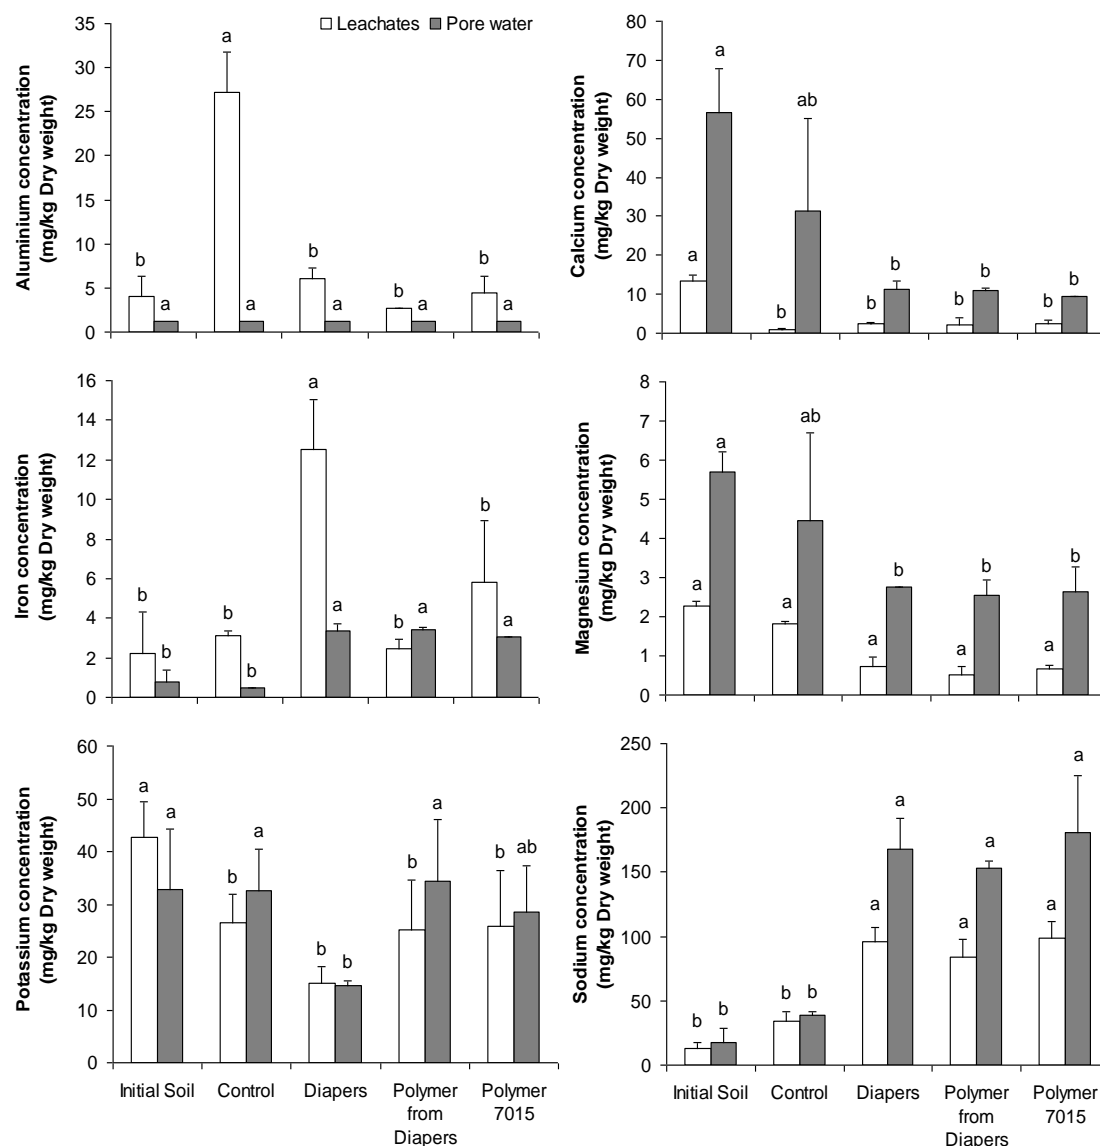 Leachates Pore water
Aluminium concentration
(mg/kg Dry weight)
35
30
25
20
15
10
5
0
b a a a b a b a b a
Calcium concentration
(mg/kg Dry weight)
80
70
60
50
40
30
20
10
0
a a b ab b b b b b b
Iron concentration
(mg/kg Dry weight)
16
14
12
10
8
6
4
2
0
b b b b a a b a b a
Magnesium concentration
(mg/kg Dry weight)
8
7
6
5
4
3
2
1
0
a a a ab a b a b a b
Potassium concentration
(mg/kg Dry weight)
60
50
40
30
20
10
0
a a b a b b b a b ab
Initial Soil Control Diapers Polymer from Diapers Polymer 7015
Sodium concentration
(mg/kg Dry weight)
250
200
150
100
50
0
b b b b a a a a a a
Initial Soil Control Diapers Polymer from Diapers Polymer 7015